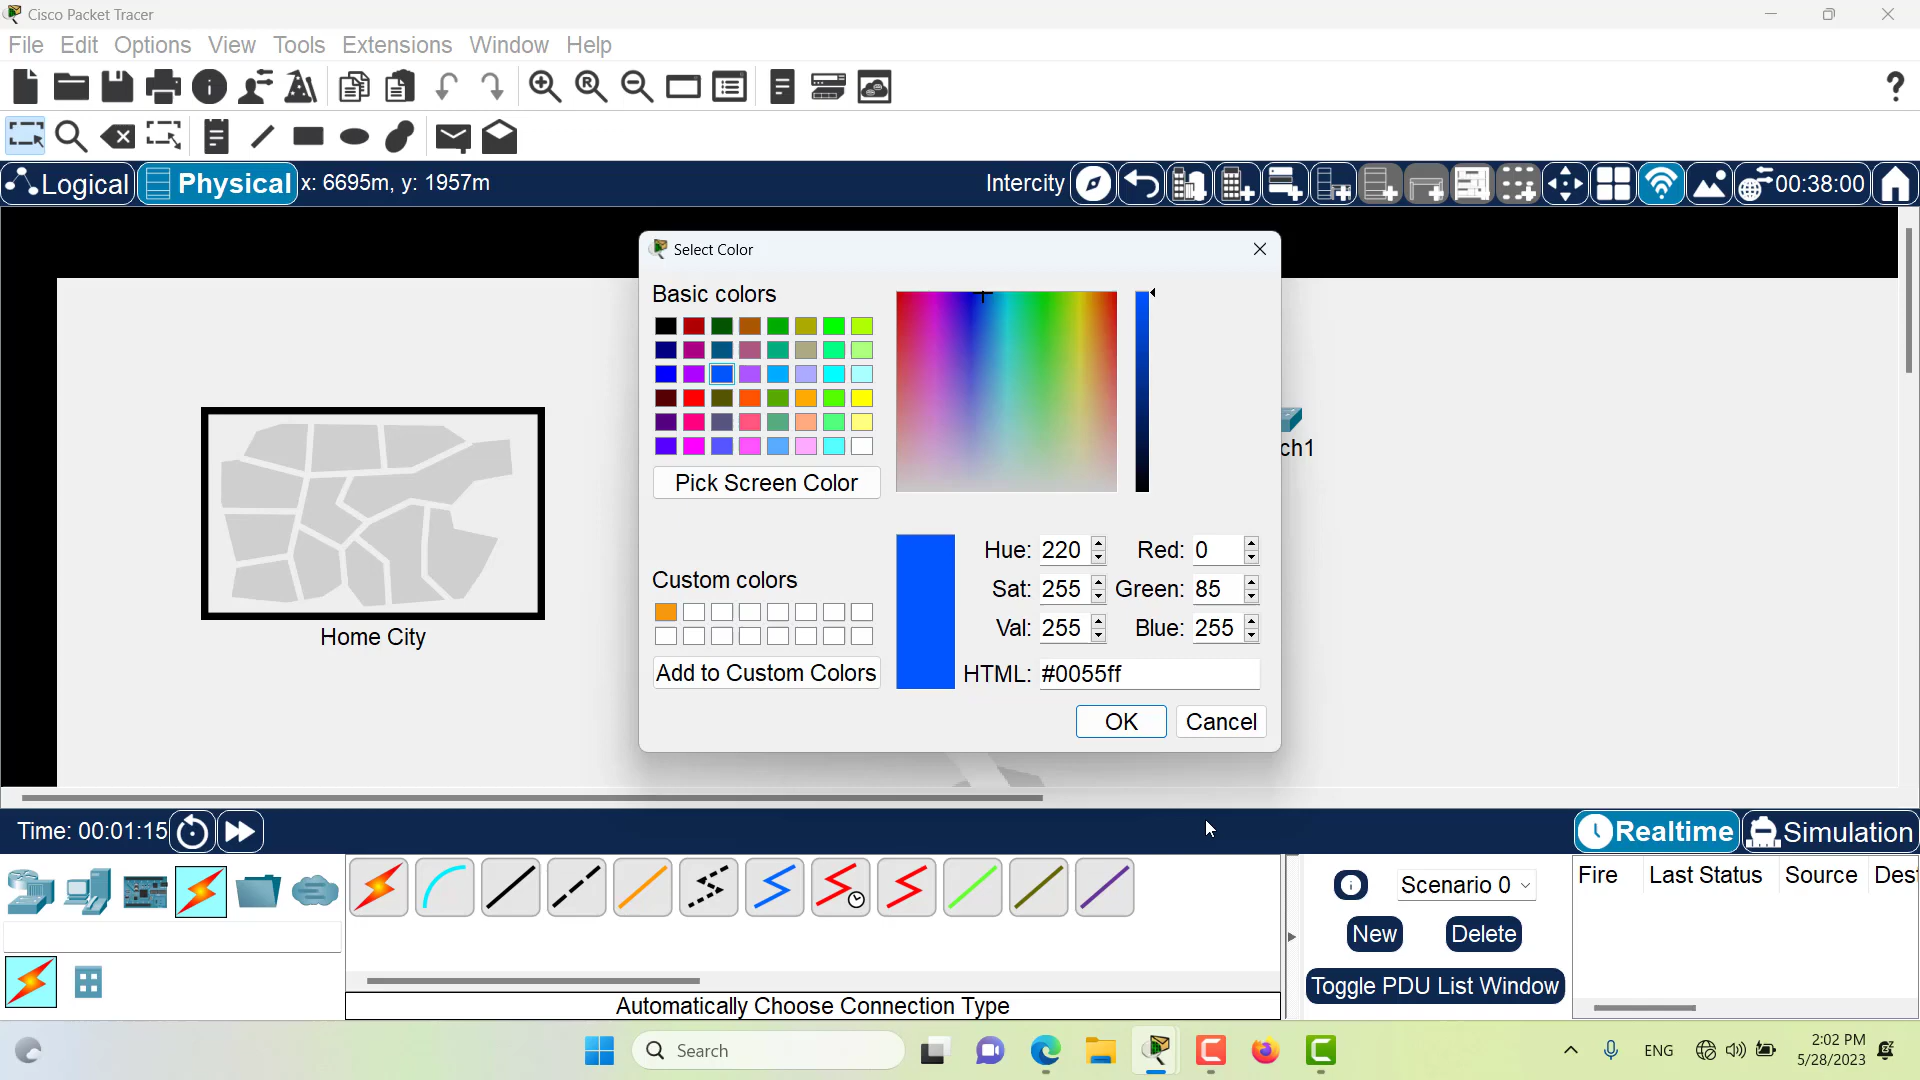 Cisco Packet Tracer
File Edit Options View Tools Extensions Window Help
Logical Physical x: 6695m, y: 1957m Intercity 00:38:00
Select Color
Basic colors
Pick Screen Color
Custom colors
Add to Custom Colors
Hue: 220 Red: 0
Sat: 255 Green: 85
Val: 255 Blue: 255
HTML: #0055ff
OK Cancel
ch1
Home City
Time: 00:01:15 Realtime Simulation
Scenario 0
New Delete
Toggle PDU List Window
Fire Last Status Source Dest
Automatically Choose Connection Type
Search
ENG
2:02 PM
5/28/2023